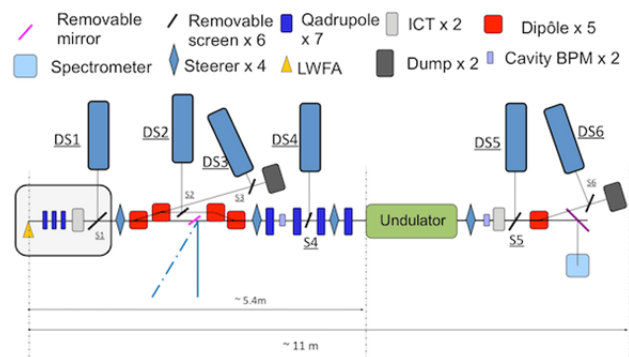 Removable
mirror
Removable
screen x 6
Qadrupole
x 7
ICT x 2
Dipôle x 5
Spectrometer
Steerer x 4
LWFA
Dump x 2
Cavity BPM x 2
DS1
DS2
DS3
DS4
DS5
DS6
S1
S2
S3
S4
Undulator
S5
S6
~ 5.4m
~ 11 m